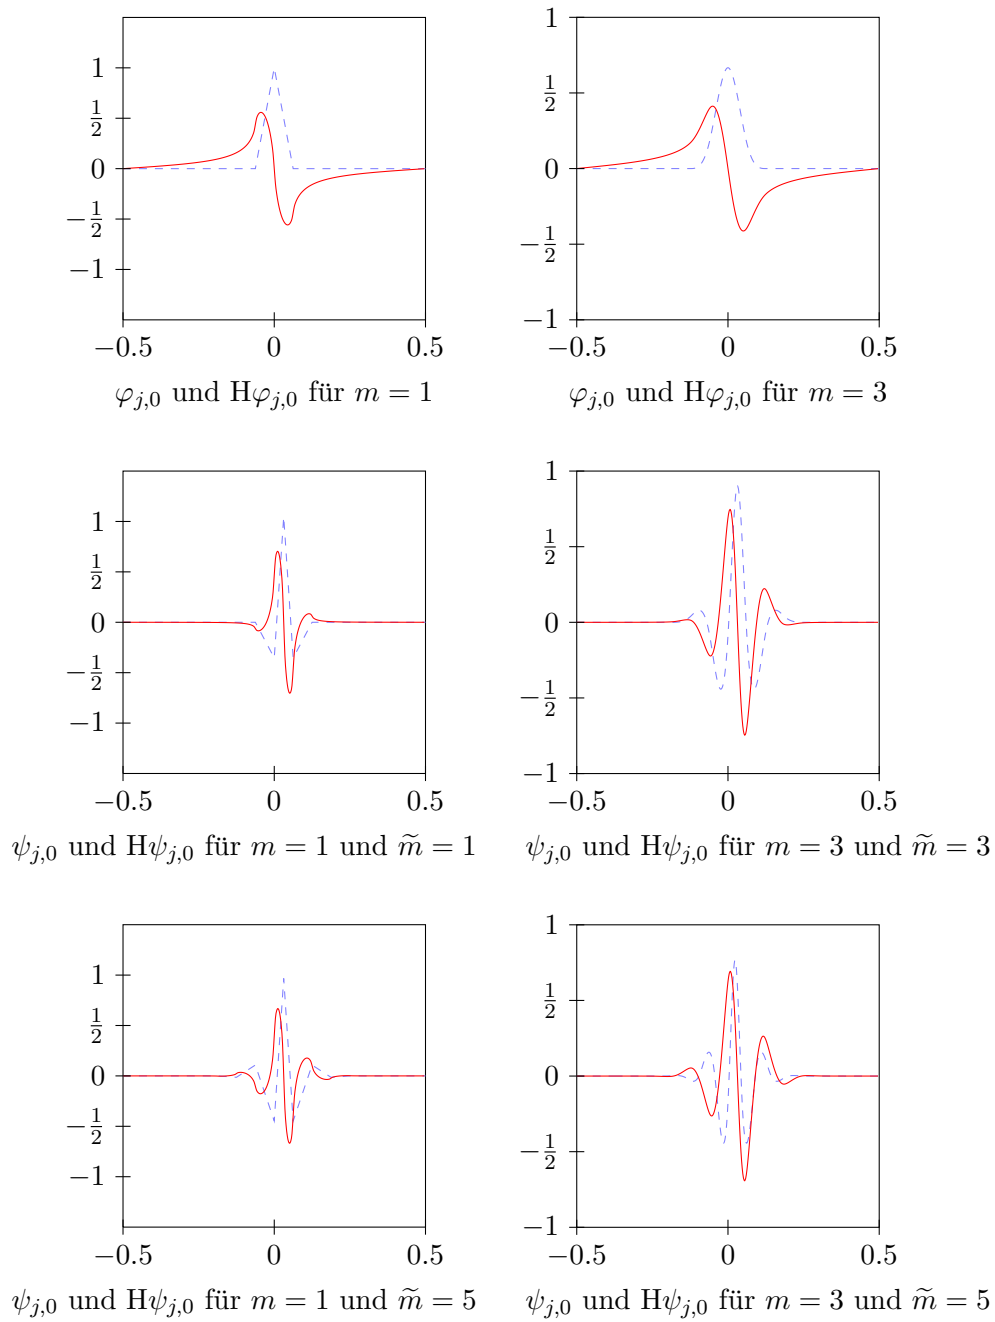 1
1
1/2
0
−1/2
−1
−0.5 0 0.5
φ_{j,0} und Hφ_{j,0} für m = 1
1
1/2
0
−1/2
−1
−0.5 0 0.5
φ_{j,0} und Hφ_{j,0} für m = 3
1
1/2
0
−1/2
−1
−0.5 0 0.5
ψ_{j,0} und Hψ_{j,0} für m = 1 und m̃ = 1
1
1/2
0
−1/2
−1
−0.5 0 0.5
ψ_{j,0} und Hψ_{j,0} für m = 3 und m̃ = 3
1
1/2
0
−1/2
−1
−0.5 0 0.5
ψ_{j,0} und Hψ_{j,0} für m = 1 und m̃ = 5
1
1/2
0
−1/2
−1
−0.5 0 0.5
ψ_{j,0} und Hψ_{j,0} für m = 3 und m̃ = 5